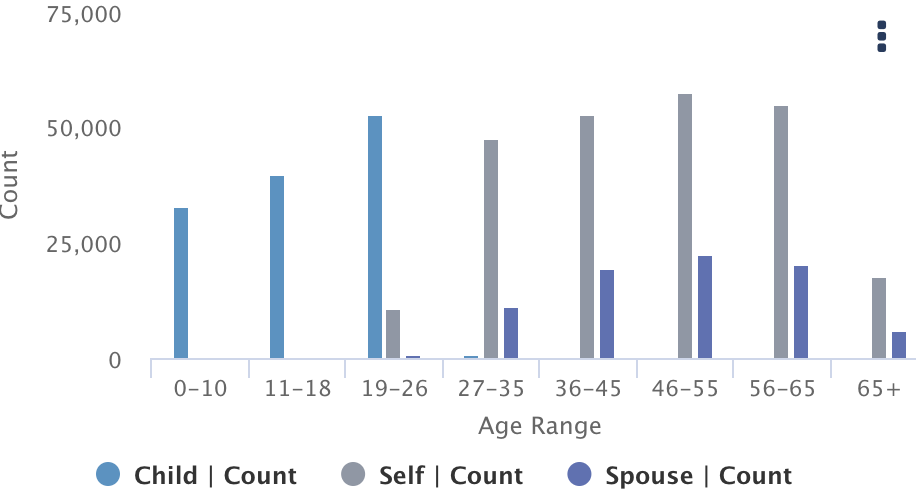 75,000
50,000
25,000
0
Count
0–10 11–18 19–26 27–35 36–45 46–55 56–65 65+
Age Range
Child | Count Self | Count Spouse | Count